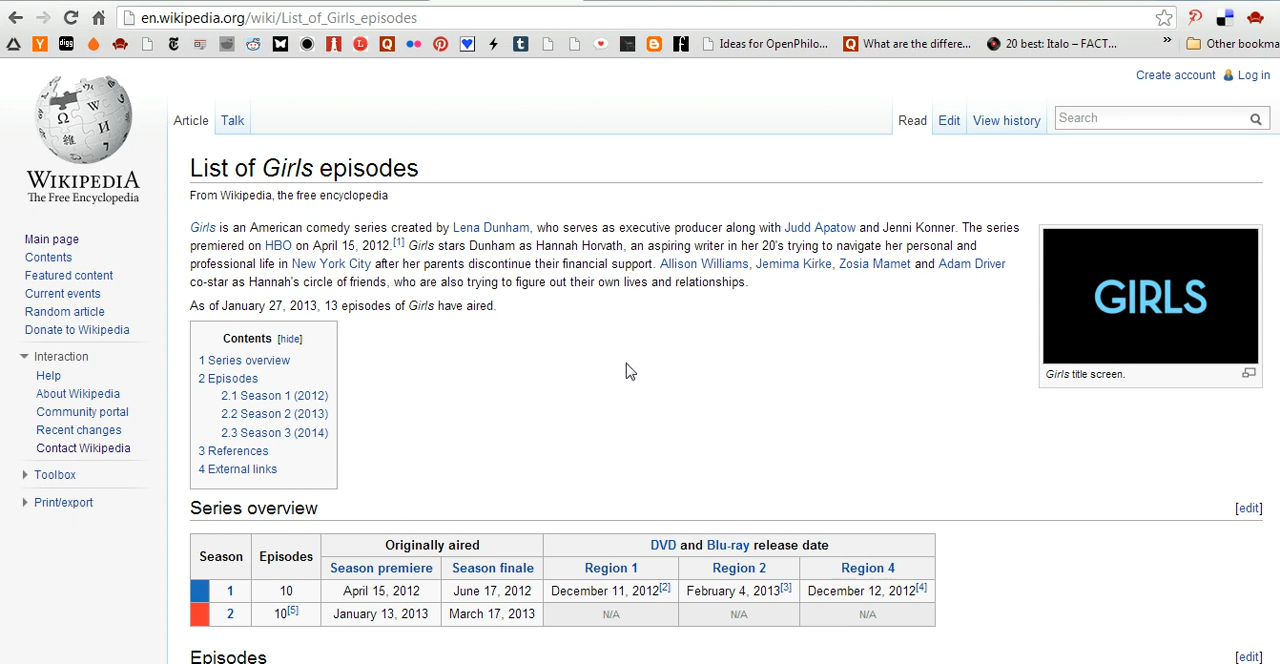 en.wikipedia.org/wiki/List_of_Girls_episodes
Ideas for OpenPhilo... What are the differe... 20 best: Italo – FACT... » Other bookma
Create account Log in
Article Talk Read Edit View history Search
WIKIPEDIA
The Free Encyclopedia
Main page
Contents
Featured content
Current events
Random article
Donate to Wikipedia
Interaction
Help
About Wikipedia
Community portal
Recent changes
Contact Wikipedia
Toolbox
Print/export
List of Girls episodes
From Wikipedia, the free encyclopedia
Girls is an American comedy series created by Lena Dunham, who serves as executive producer along with Judd Apatow and Jenni Konner. The series
premiered on HBO on April 15, 2012.[1] Girls stars Dunham as Hannah Horvath, an aspiring writer in her 20's trying to navigate her personal and
professional life in New York City after her parents discontinue their financial support. Allison Williams, Jemima Kirke, Zosia Mamet and Adam Driver
co-star as Hannah's circle of friends, who are also trying to figure out their own lives and relationships.
As of January 27, 2013, 13 episodes of Girls have aired.
GIRLS
Girls title screen.
Contents [hide]
1 Series overview
2 Episodes
2.1 Season 1 (2012)
2.2 Season 2 (2013)
2.3 Season 3 (2014)
3 References
4 External links
Series overview [edit]
Season Episodes Originally aired DVD and Blu-ray release date
Season premiere Season finale Region 1 Region 2 Region 4
1 10 April 15, 2012 June 17, 2012 December 11, 2012[2] February 4, 2013[3] December 12, 2012[4]
2 10[5] January 13, 2013 March 17, 2013 N/A N/A N/A
Episodes [edit]